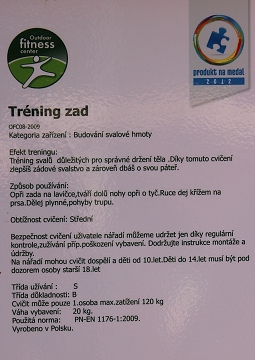 Outdoor
fitness
center
produkt na medal
2012
Tréning zad
OFC08-2009
Kategoria zařízení : Budování svalové hmoty
Efekt treningu:
Tréning svalů důležitých pro správné držení těla .Díky tomuto cvičení
zlepšíš zádové svalstvo a zároveň dbáš o svou páteř.
Způsob používání:
Opři zada na lavičce,tváří dolů nohy opři o tyč.Ruce dej křížem na
prsa.Dělej plynné,pohyby trupu.
Obtížnost cvičení: Střední
Bezpečnost cvičení uživatele nářadí můžeme udržet jen díky regulární
kontrole,zužívání příp.poškození vybavení. Dodržujte instrukce montáže a
údržby.
Na nářadí mohou cvičit dospělí a děti od 10.let.Děti do 14.let musí být pod
dozorem osoby starší 18.let
Třída užívání : S
Třída důkladnosti: B
Cvičit může pouze 1.osoba max.zatížení 120 kg
Váha vybavení : 20 kg.
Použitá norma: PN-EN 1176-1:2009.
Vyrobeno v Polsku.